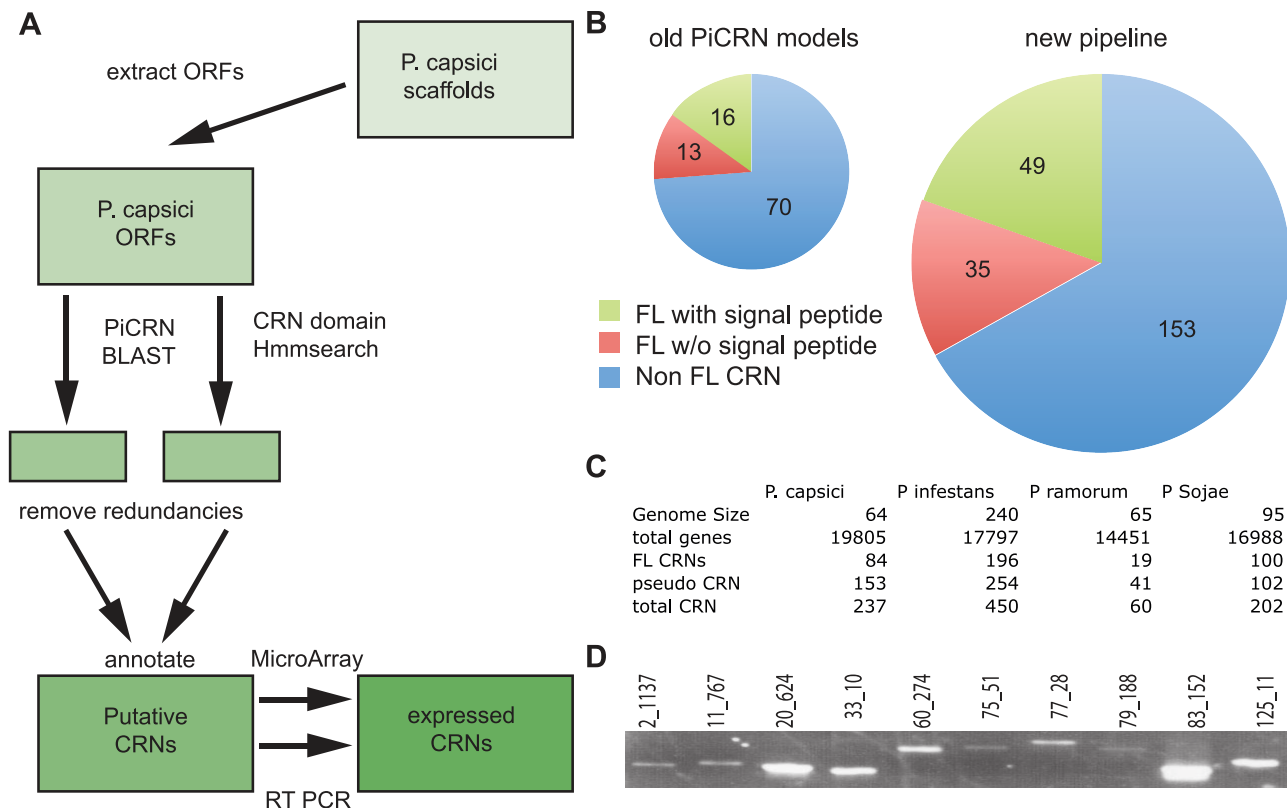 A
extract ORFs
P. capsici
scaffolds
P. capsici
ORFs
PiCRN
BLAST
CRN domain
Hmmsearch
remove redundancies
annotate
MicroArray
Putative
CRNs
expressed
CRNs
RT PCR
B
old PiCRN models
new pipeline
16
13
70
49
35
153
FL with signal peptide
FL w/o signal peptide
Non FL CRN
C
P. capsici P infestans P ramorum P Sojae
Genome Size 64 240 65 95
total genes 19805 17797 14451 16988
FL CRNs 84 196 19 100
pseudo CRN 153 254 41 102
total CRN 237 450 60 202
D
2_1137
11_767
20_624
33_10
60_274
75_51
77_28
79_188
83_152
125_11